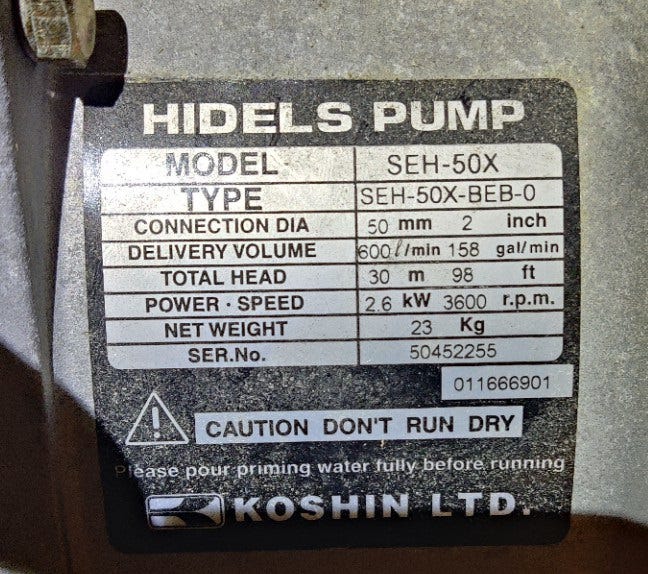 HIDELS PUMP
MODEL SEH-50X
TYPE SEH-50X-BEB-0
CONNECTION DIA 50 mm 2 inch
DELIVERY VOLUME 600 l/min 158 gal/min
TOTAL HEAD 30 m 98 ft
POWER · SPEED 2.6 kW 3600 r.p.m.
NET WEIGHT 23 Kg
SER.No. 50452255
011666901
CAUTION DON'T RUN DRY
Please pour priming water fully before running
KOSHIN LTD.